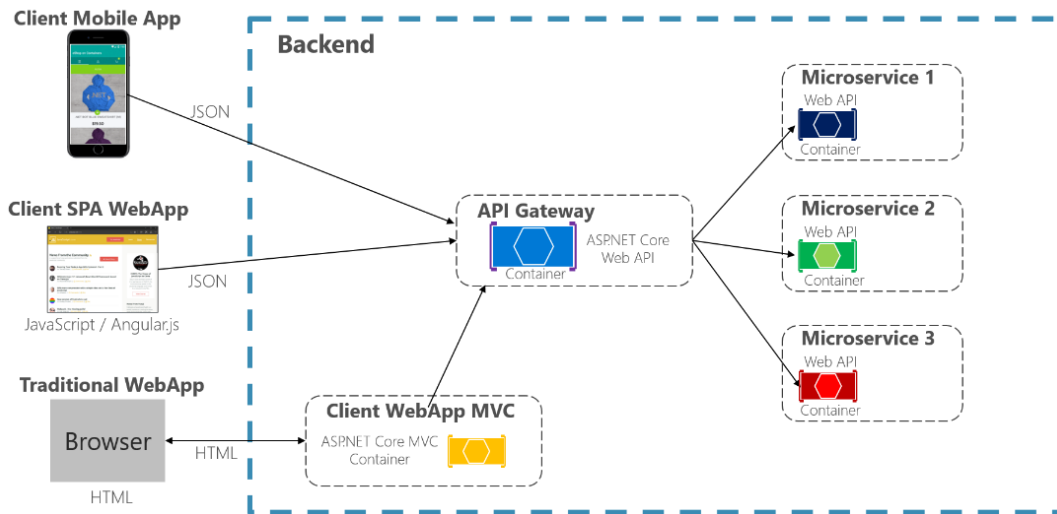 Client Mobile App
JSON
Client SPA WebApp
JSON
JavaScript / Angular.js
Traditional WebApp
Browser
HTML
HTML
Backend
Client WebApp MVC
ASP.NET Core MVC
Container
API Gateway
ASP.NET Core
Web API
Container
Microservice 1
Web API
Container
Microservice 2
Web API
Container
Microservice 3
Web API
Container